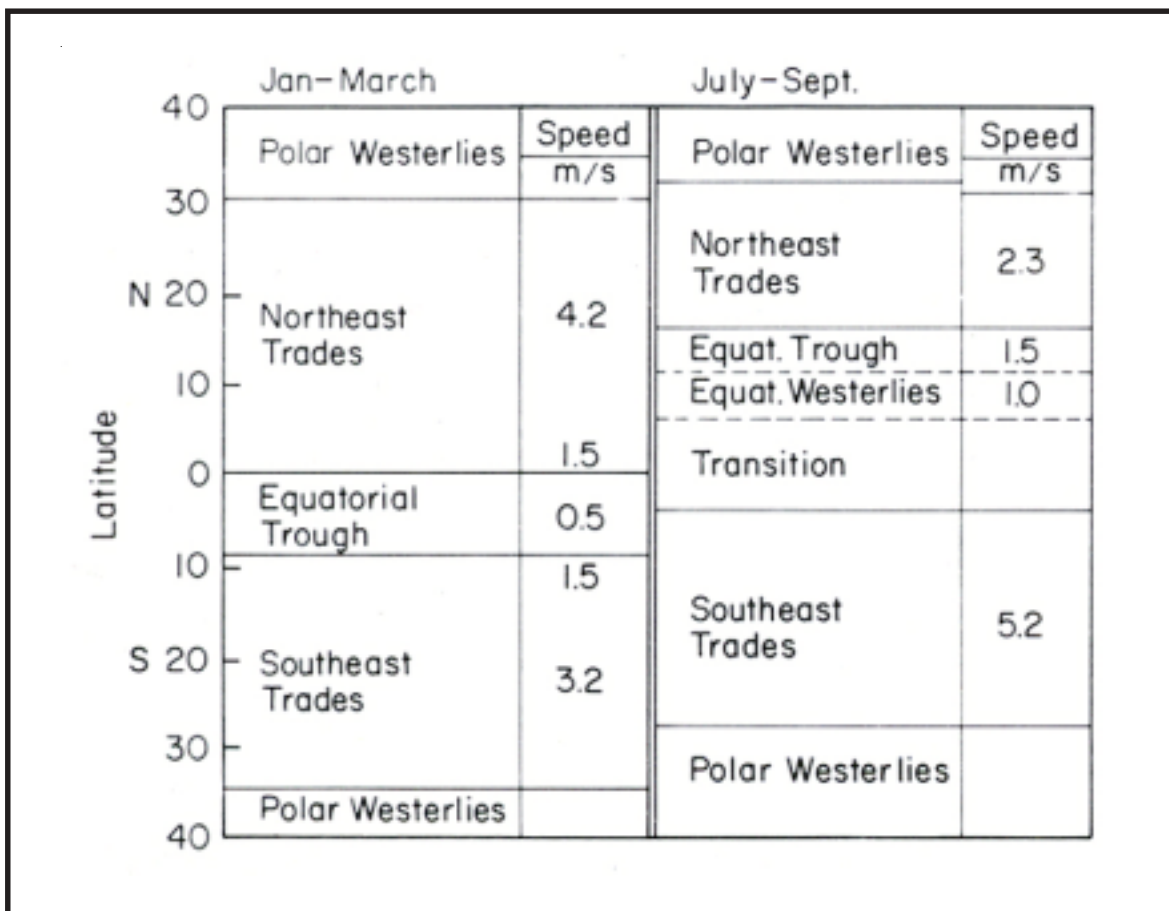 Jan-March
July-Sept.
40
Polar Westerlies
Speed
m/s
Polar Westerlies
Speed
m/s
30
Northeast
Trades
4.2
1.5
Northeast
Trades
2.3
N 20
Equat. Trough
1.5
10
Equat. Westerlies
1.0
Latitude
0
Transition
Equatorial
Trough
0.5
10
1.5
Southeast
Trades
5.2
S 20
Southeast
Trades
3.2
30
Polar Westerlies
Polar Westerlies
40